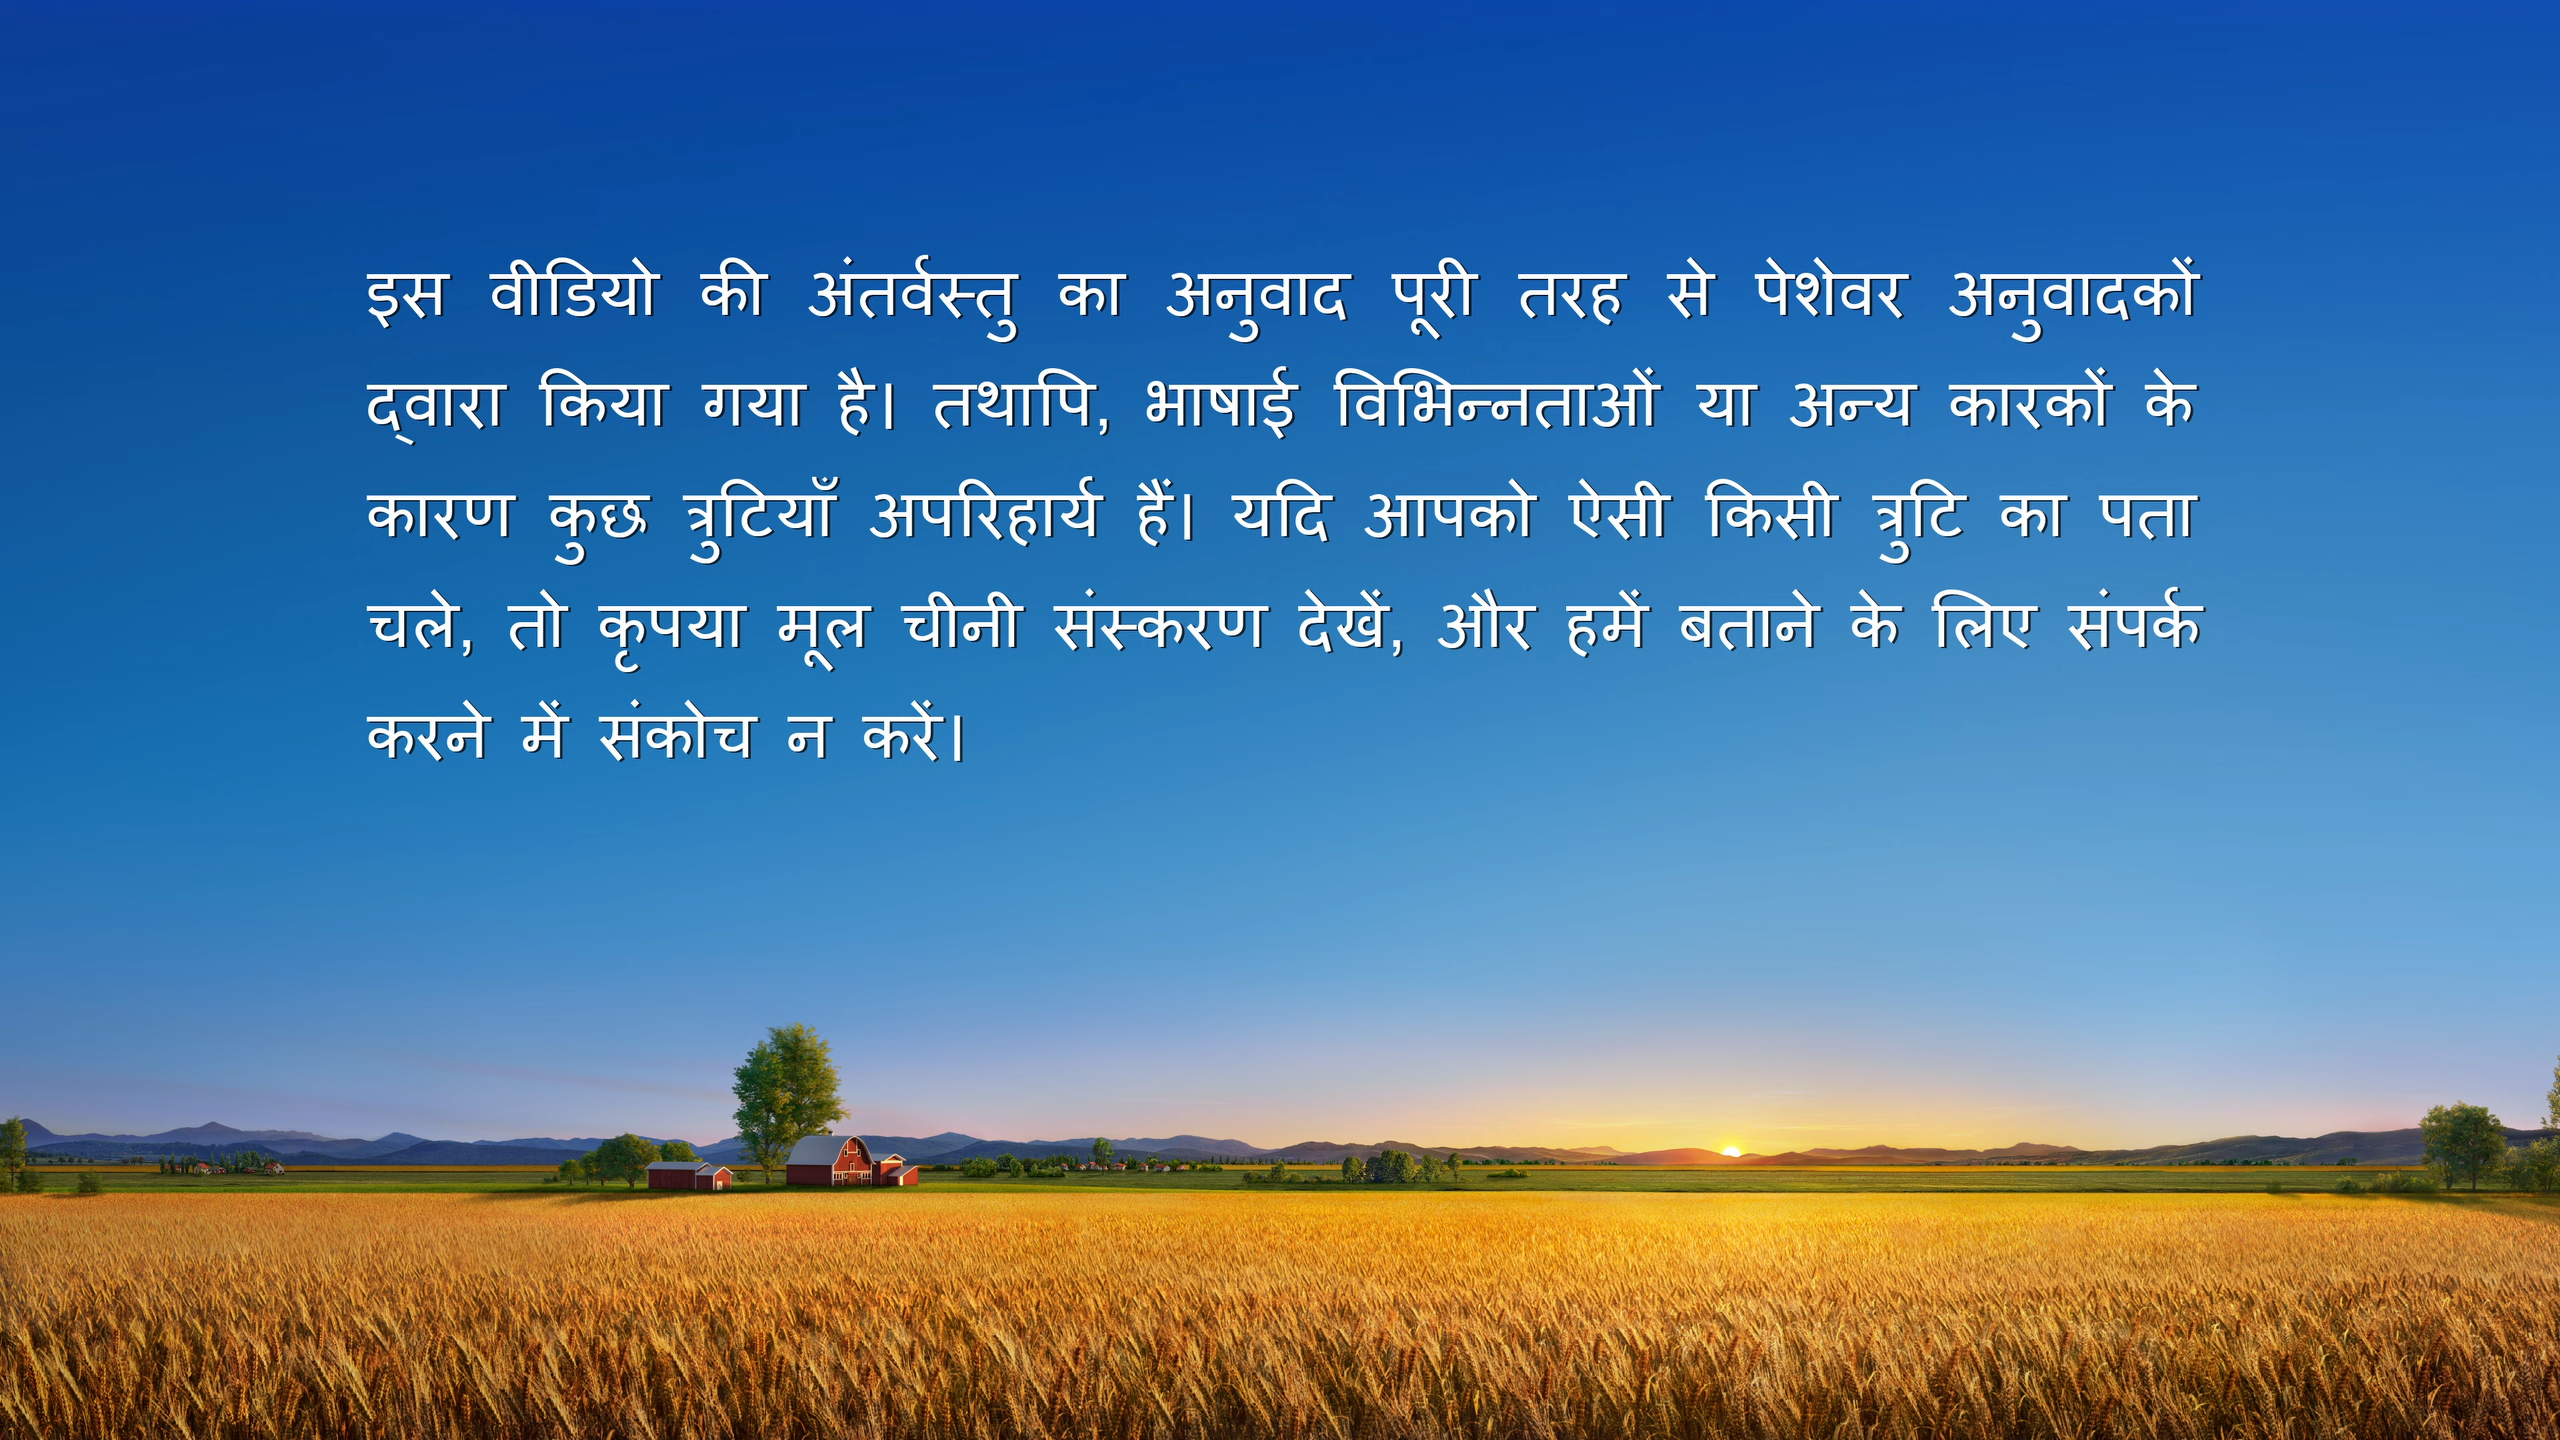 इस वीडियो की अंतर्वस्तु का अनुवाद पूरी तरह से पेशेवर अनुवादकों
द्वारा किया गया है। तथापि, भाषाई विभिन्नताओं या अन्य कारकों के
कारण कुछ त्रुटियाँ अपरिहार्य हैं। यदि आपको ऐसी किसी त्रुटि का पता
चले, तो कृपया मूल चीनी संस्करण देखें, और हमें बताने के लिए संपर्क
करने में संकोच न करें।